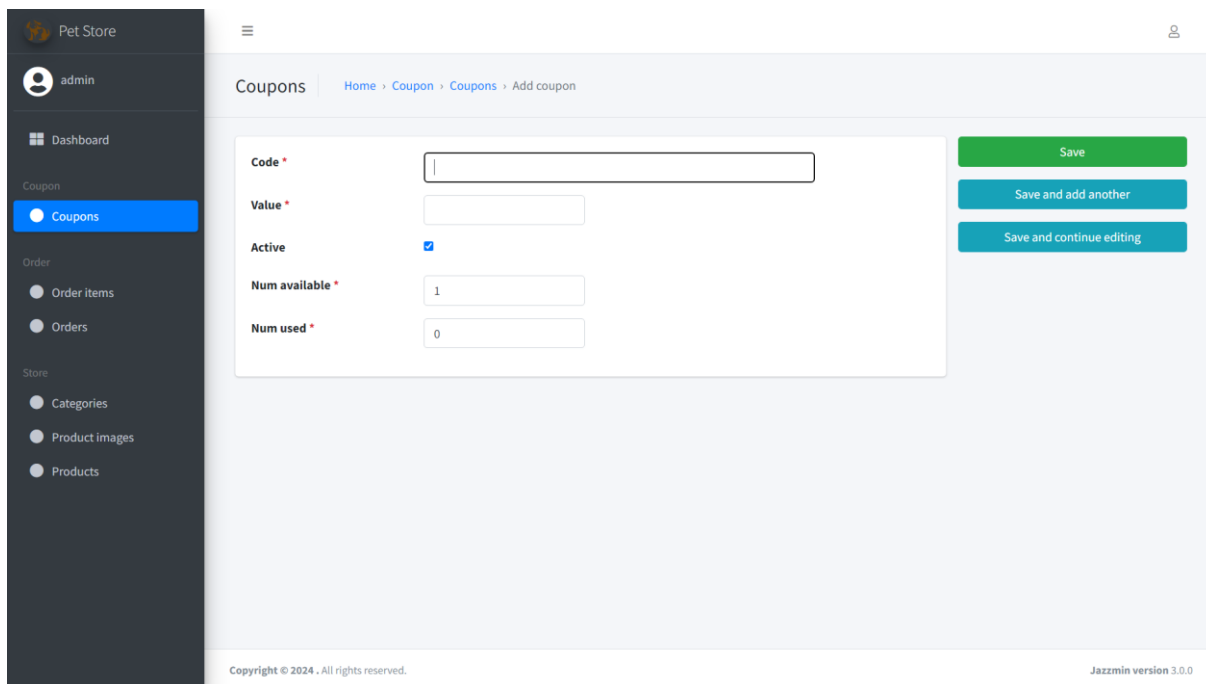 Pet Store
admin
Dashboard
Coupon
Coupons
Order
Order items
Orders
Store
Categories
Product images
Products
Coupons
Home › Coupon › Coupons › Add coupon
Code *
Value *
Active
Num available * 1
Num used * 0
Save
Save and add another
Save and continue editing
Copyright © 2024 . All rights reserved.
Jazzmin version 3.0.0